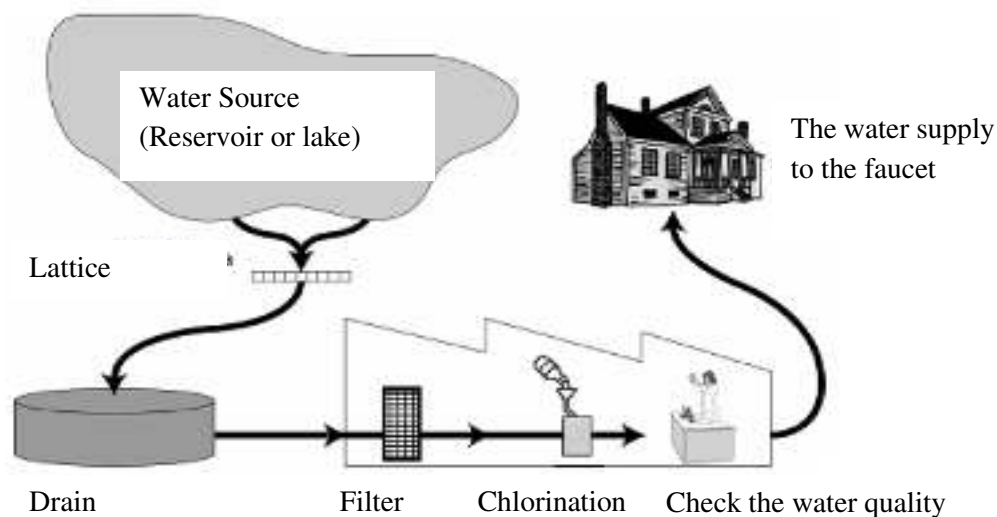 Water Source
(Reservoir or lake)
The water supply
to the faucet
Lattice
Drain
Filter
Chlorination
Check the water quality